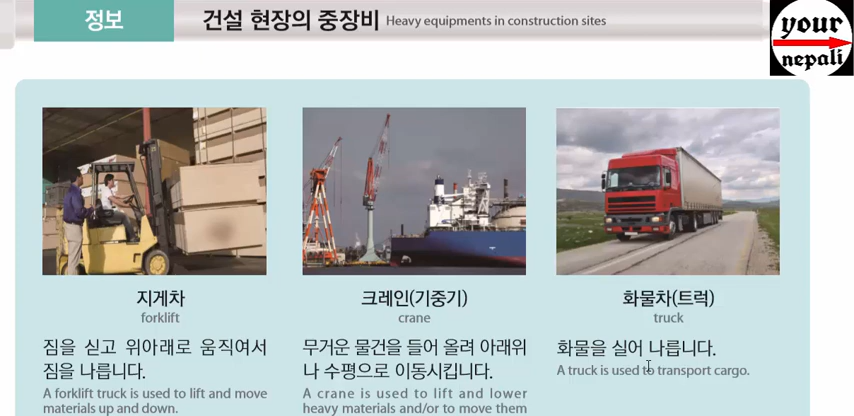 정보
건설 현장의 중장비 Heavy equipments in construction sites
your
nepali
지게차
forklift
짐을 싣고 위아래로 움직여서
짐을 나릅니다.
A forklift truck is used to lift and move
materials up and down.
크레인(기중기)
crane
무거운 물건을 들어 올려 아래위
나 수평으로 이동시킵니다.
A crane is used to lift and lower
heavy materials and/or to move them
화물차(트럭)
truck
화물을 실어 나릅니다.
A truck is used to transport cargo.